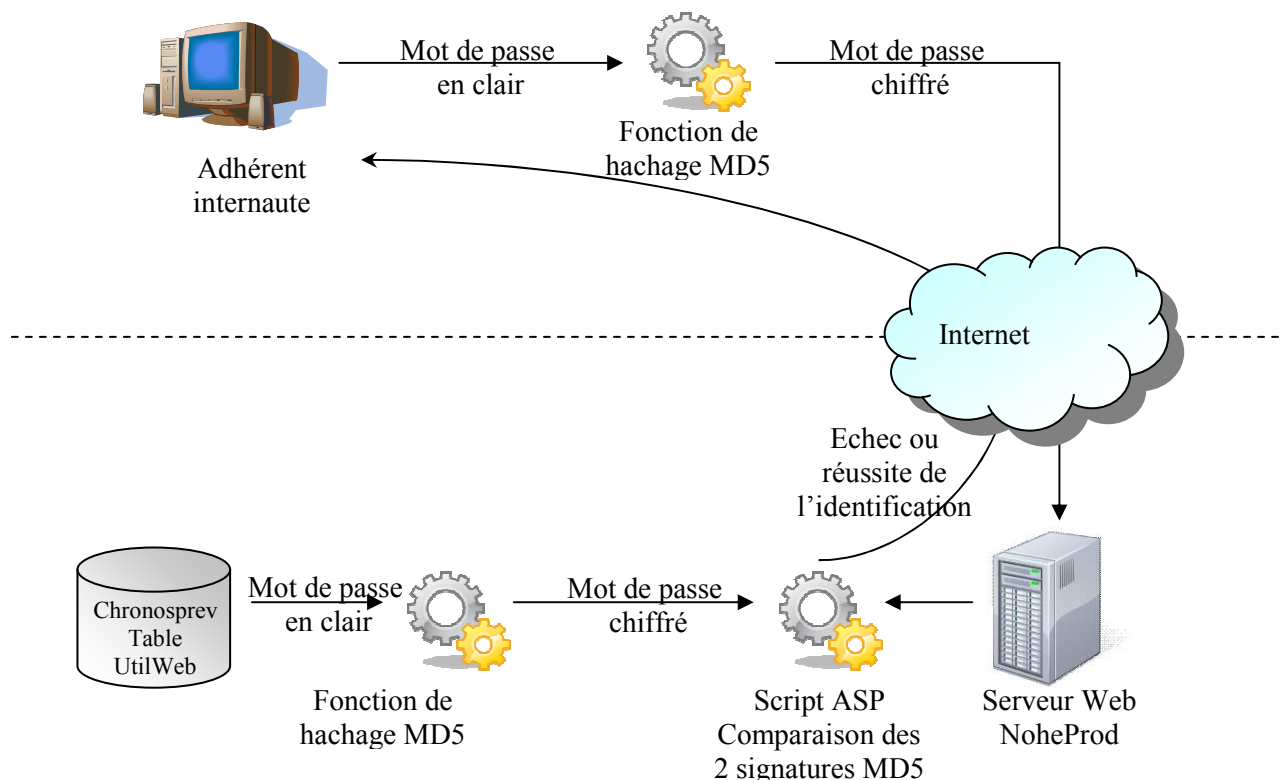 Mot de passe
en clair
Mot de passe
chiffré
Fonction de
hachage MD5
Adhérent
internaute
Internet
Echec ou
réussite de
l’identification
Chronosprev
Table
UtilWeb
Mot de passe
en clair
Mot de passe
chiffré
Fonction de
hachage MD5
Script ASP
Comparaison des
2 signatures MD5
Serveur Web
NoheProd